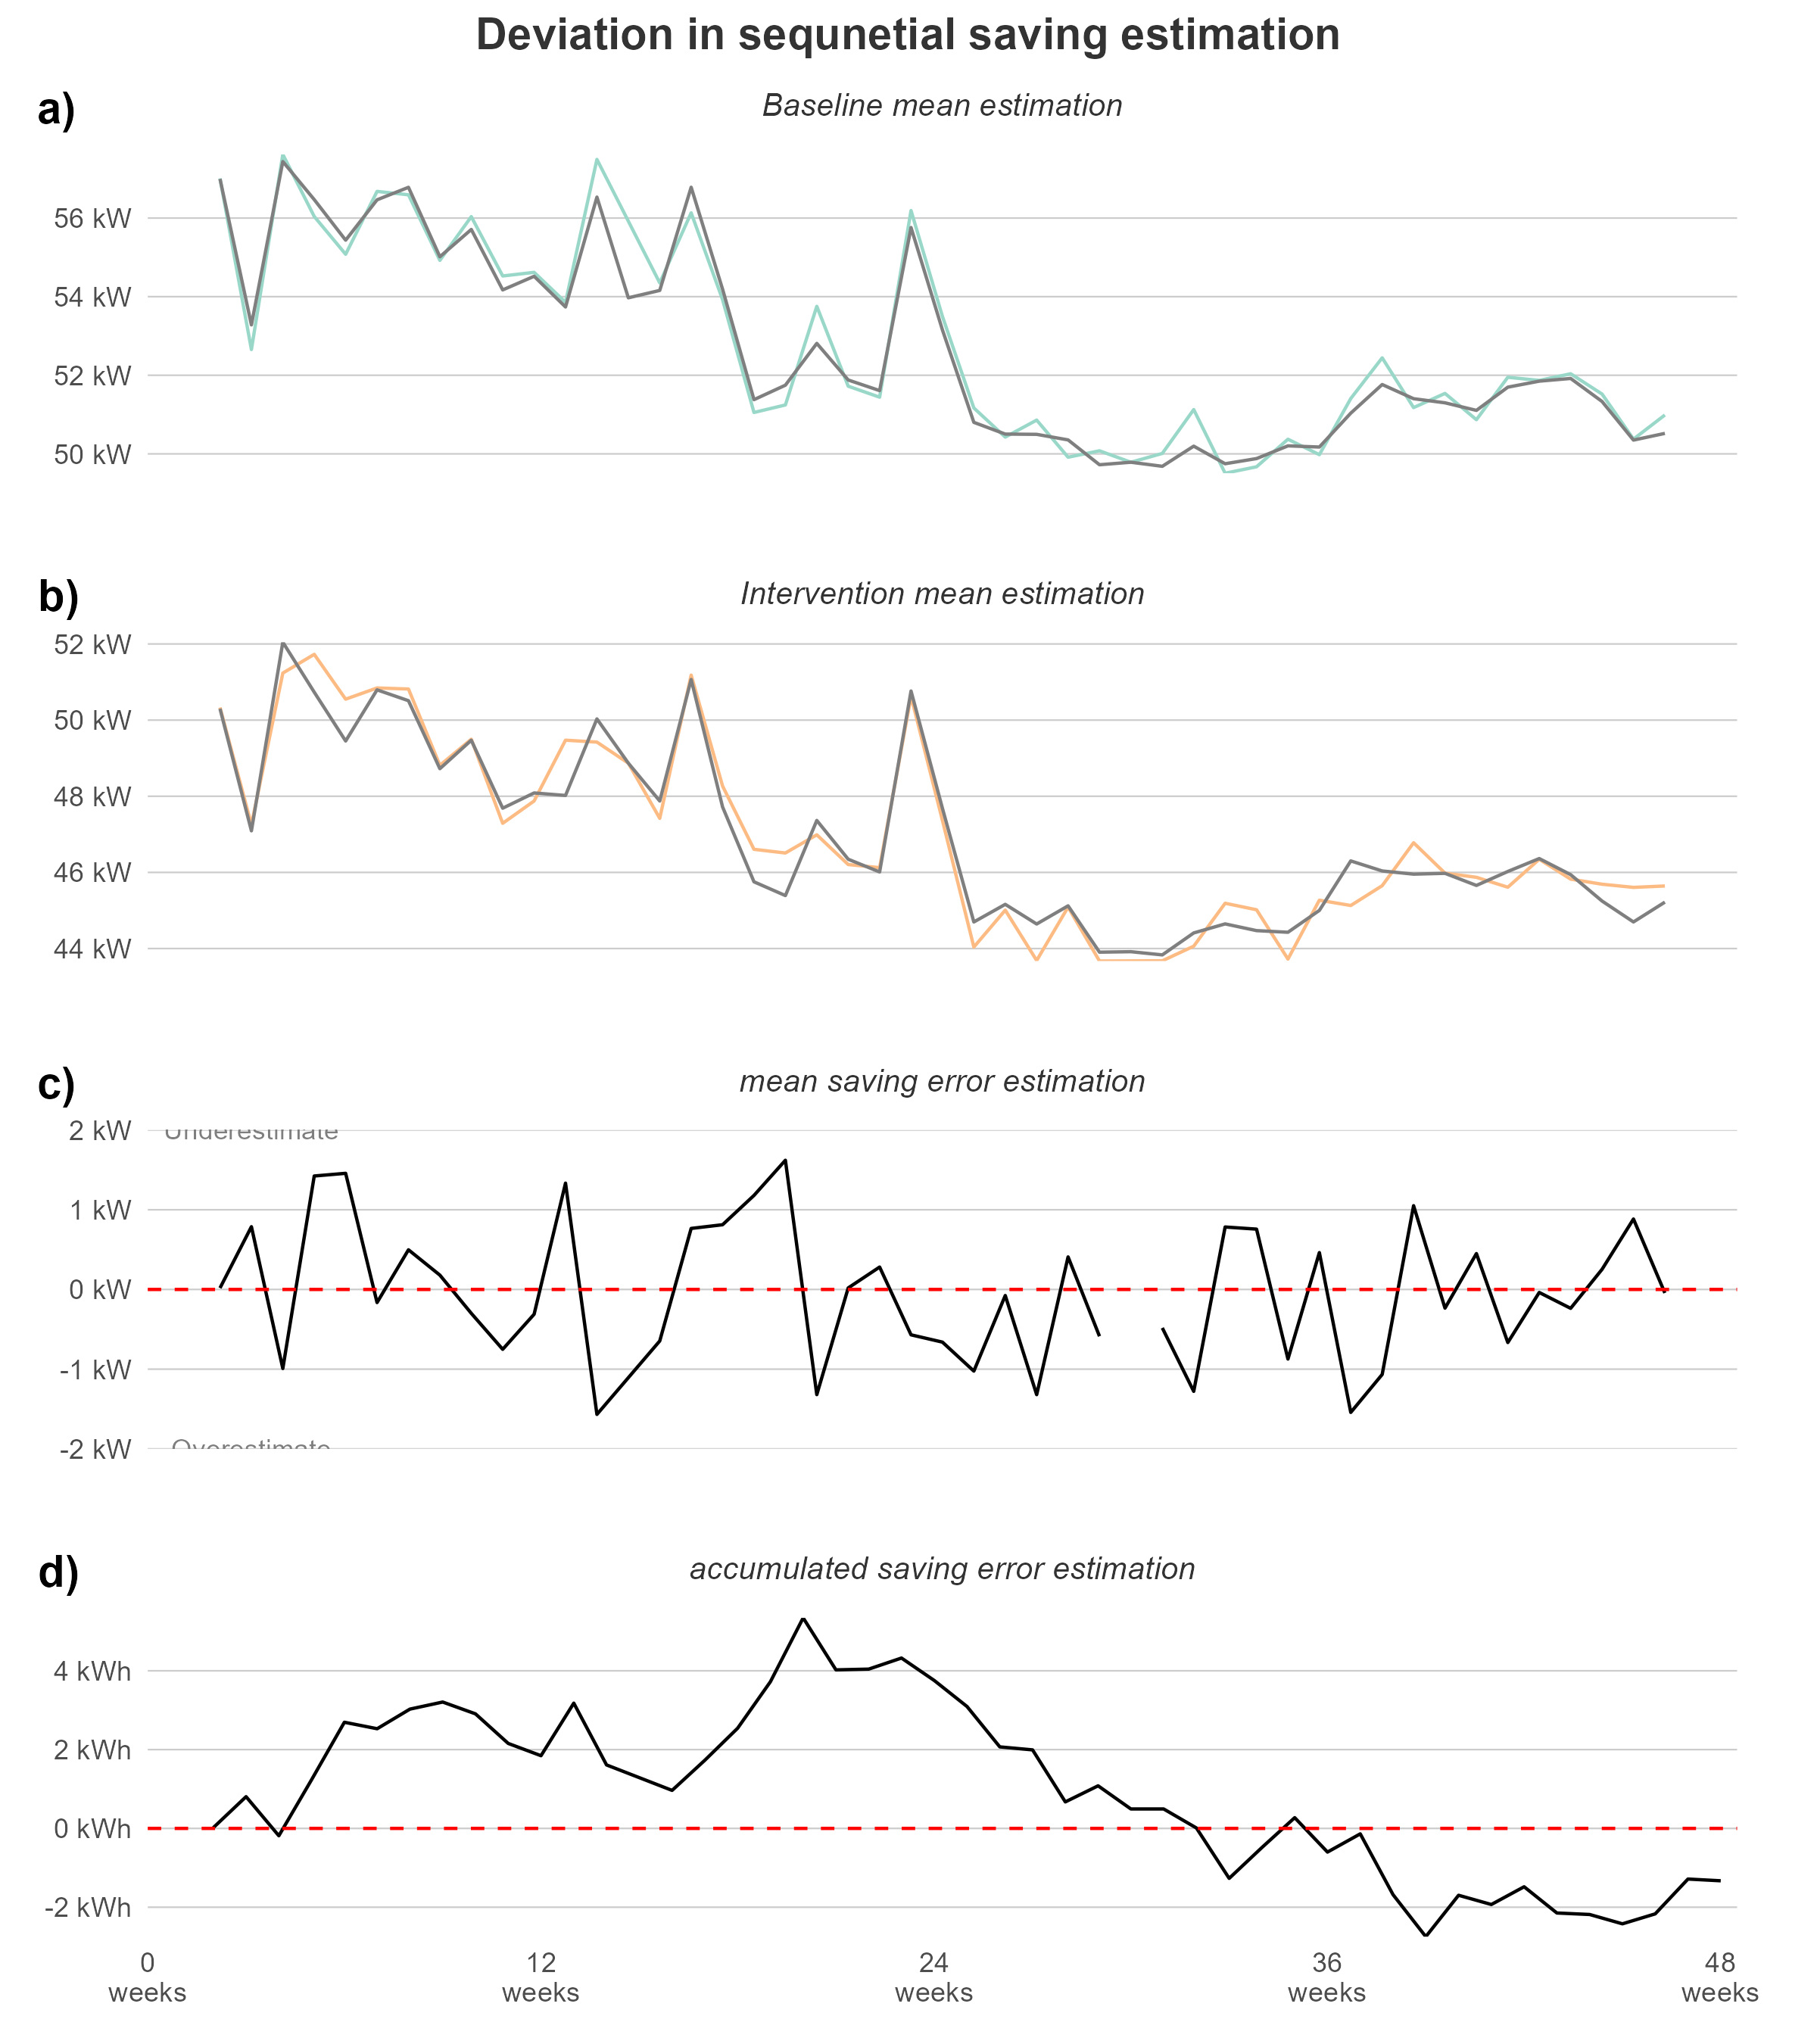 Deviation in sequnetial saving estimation
a)
Baseline mean estimation
56 kW
54 kW
52 kW
50 kW
b)
Intervention mean estimation
52 kW
50 kW
48 kW
46 kW
44 kW
c)
mean saving error estimation
2 kW
Underestimate
1 kW
0 kW
-1 kW
-2 kW
Overestimate
d)
accumulated saving error estimation
4 kWh
2 kWh
0 kWh
-2 kWh
0
weeks
12
weeks
24
weeks
36
weeks
48
weeks